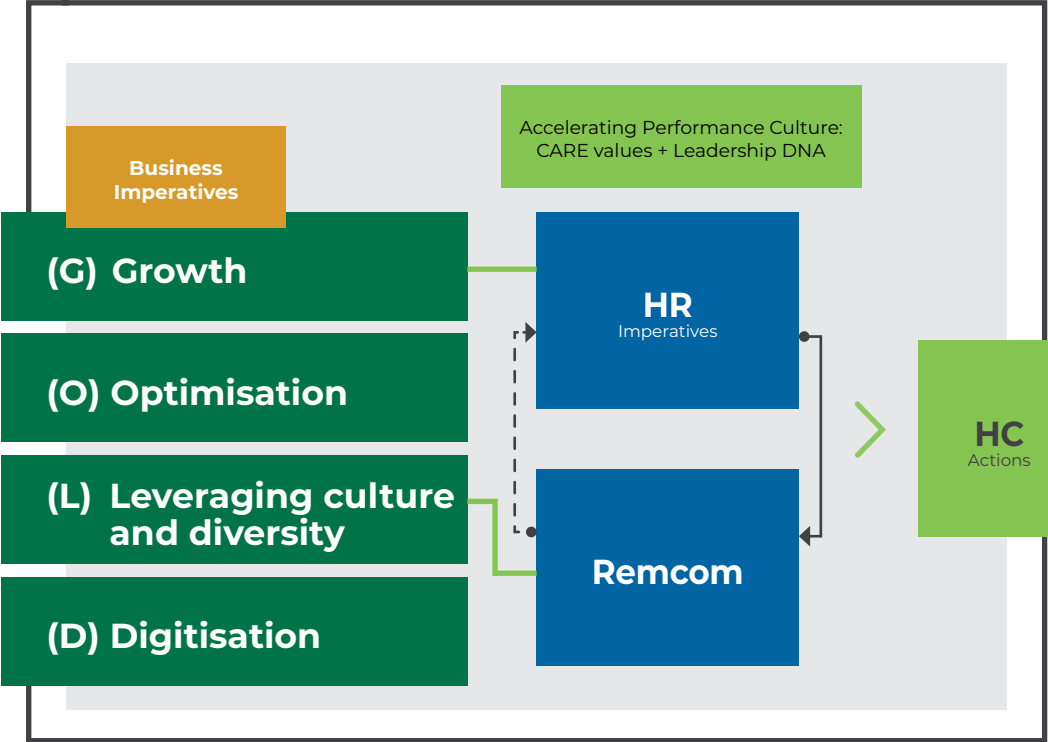 Accelerating Performance Culture:
CARE values + Leadership DNA
Business
Imperatives
(G) Growth
(O) Optimisation
(L) Leveraging culture
and diversity
(D) Digitisation
HR
Imperatives
Remcom
HC
Actions